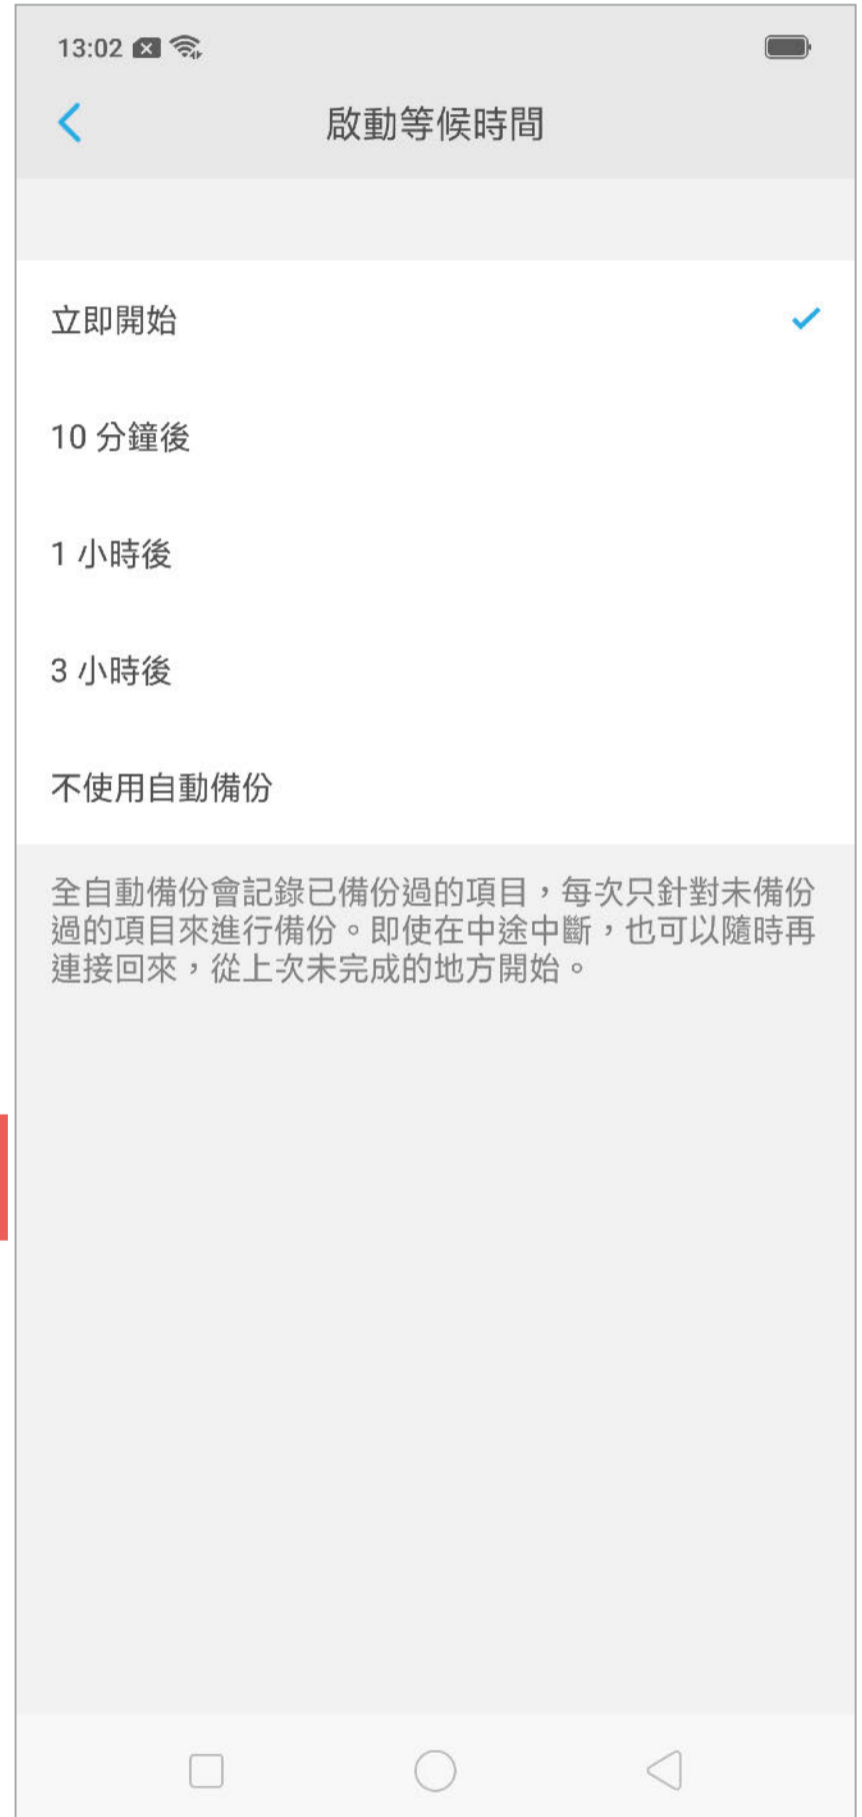 13:02
啟動等候時間
立即開始
10 分鐘後
1 小時後
3 小時後
不使用自動備份
全自動備份會記錄已備份過的項目，每次只針對未備份
過的項目來進行備份。即使在中途中斷，也可以隨時再
連接回來，從上次未完成的地方開始。